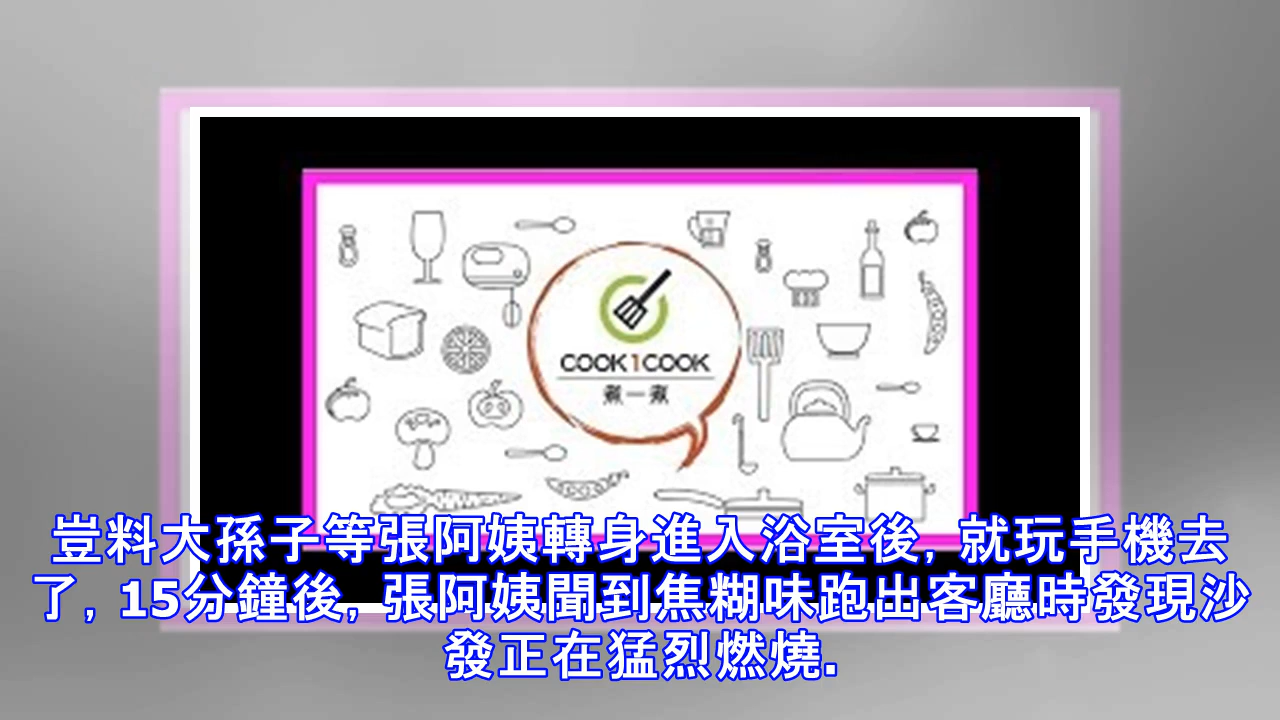 COOK1COOK
煮一煮
豈料大孫子等張阿姨轉身進入浴室後, 就玩手機去
了, 15分鐘後, 張阿姨聞到焦糊味跑出客廳時發現沙
發正在猛烈燃燒.